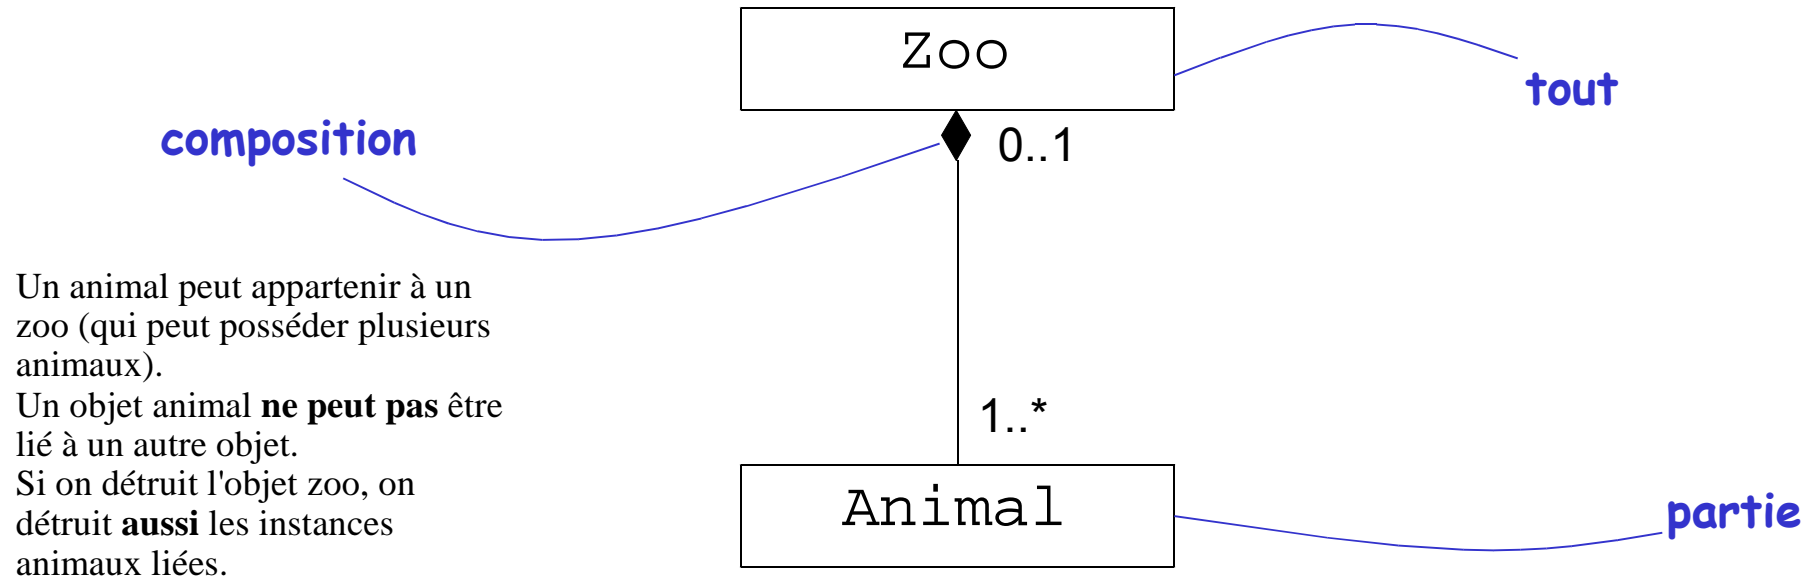 Zoo
tout
composition
0..1
Un animal peut appartenir à un
zoo (qui peut posséder plusieurs
animaux).
Un objet animal ne peut pas être
lié à un autre objet.
Si on détruit l'objet zoo, on
détruit aussi les instances
animaux liées.
1..*
Animal
partie